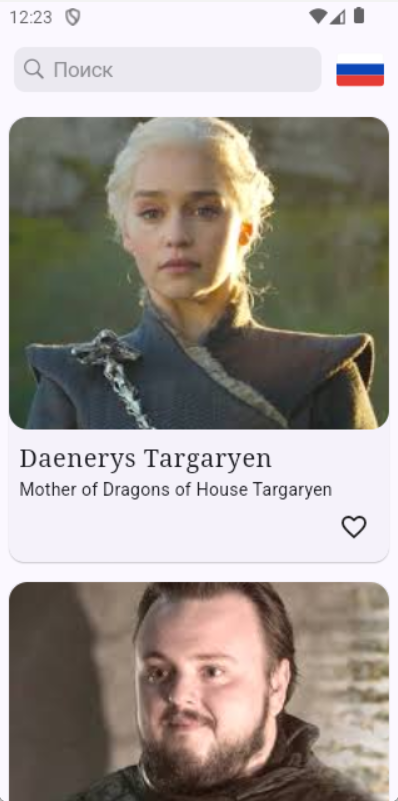 12:23
Поиск
Daenerys Targaryen
Mother of Dragons of House Targaryen